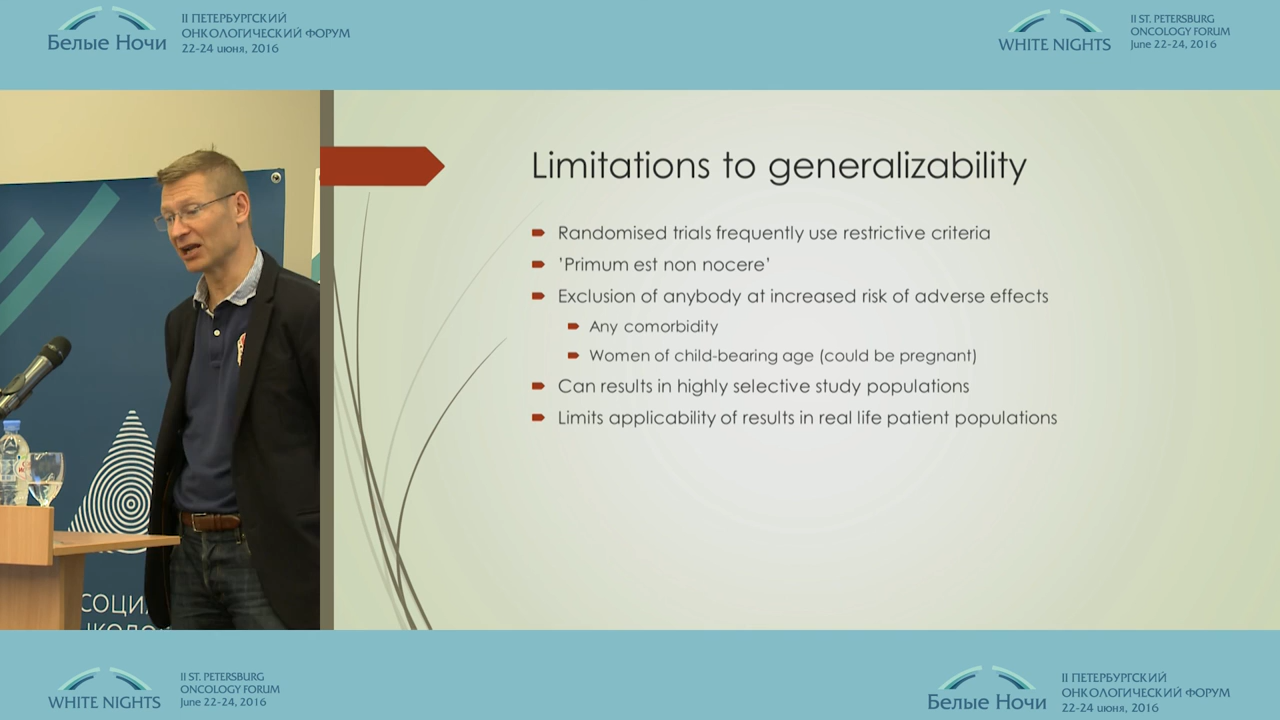 Белые Ночи
II ПЕТЕРБУРГСКИЙ
ОНКОЛОГИЧЕСКИЙ ФОРУМ
22-24 июня, 2016
WHITE NIGHTS
II ST. PETERSBURG
ONCOLOGY FORUM
June 22-24, 2016
Limitations to generalizability
Randomised trials frequently use restrictive criteria
'Primum est non nocere'
Exclusion of anybody at increased risk of adverse effects
Any comorbidity
Women of child-bearing age (could be pregnant)
Can results in highly selective study populations
Limits applicability of results in real life patient populations
СОЦИ
WHITE NIGHTS
II ST. PETERSBURG
ONCOLOGY FORUM
June 22-24, 2016
Белые Ночи
II ПЕТЕРБУРГСКИЙ
ОНКОЛОГИЧЕСКИЙ ФОРУМ
22-24 июня, 2016